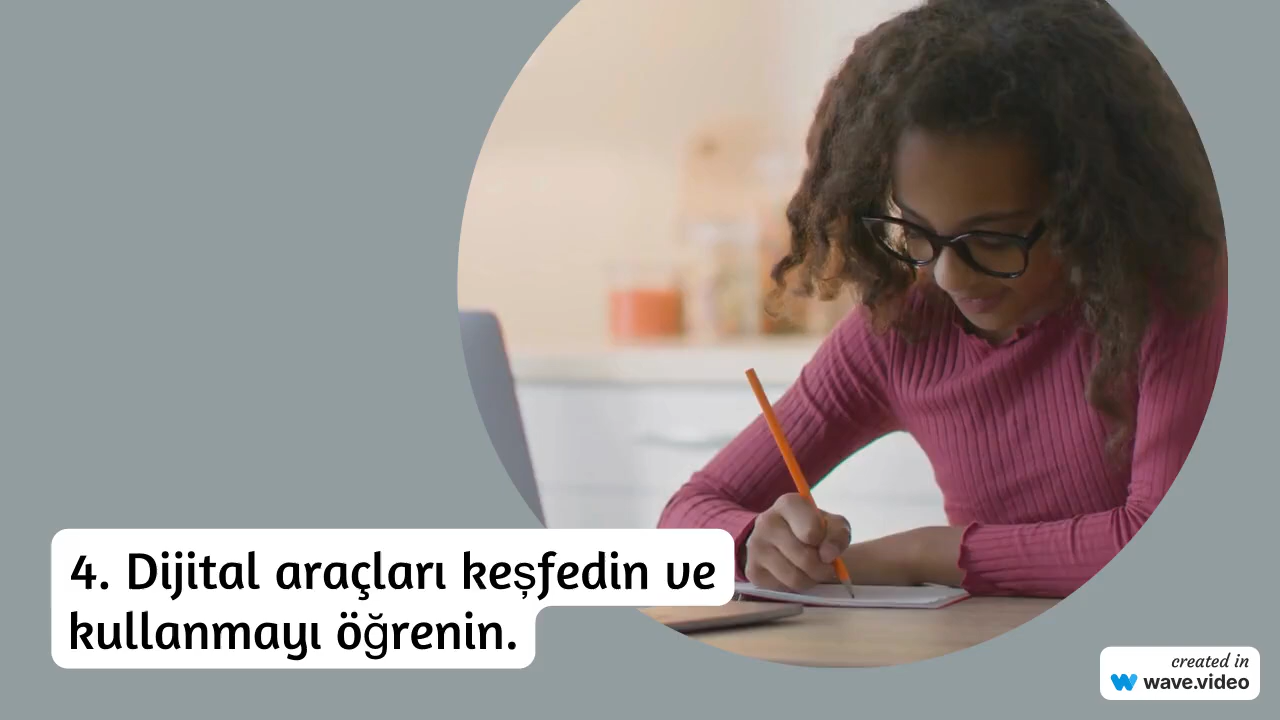 4. Dijital araçları keşfedin ve
kullanmayı öğrenin.
created in
wave.video